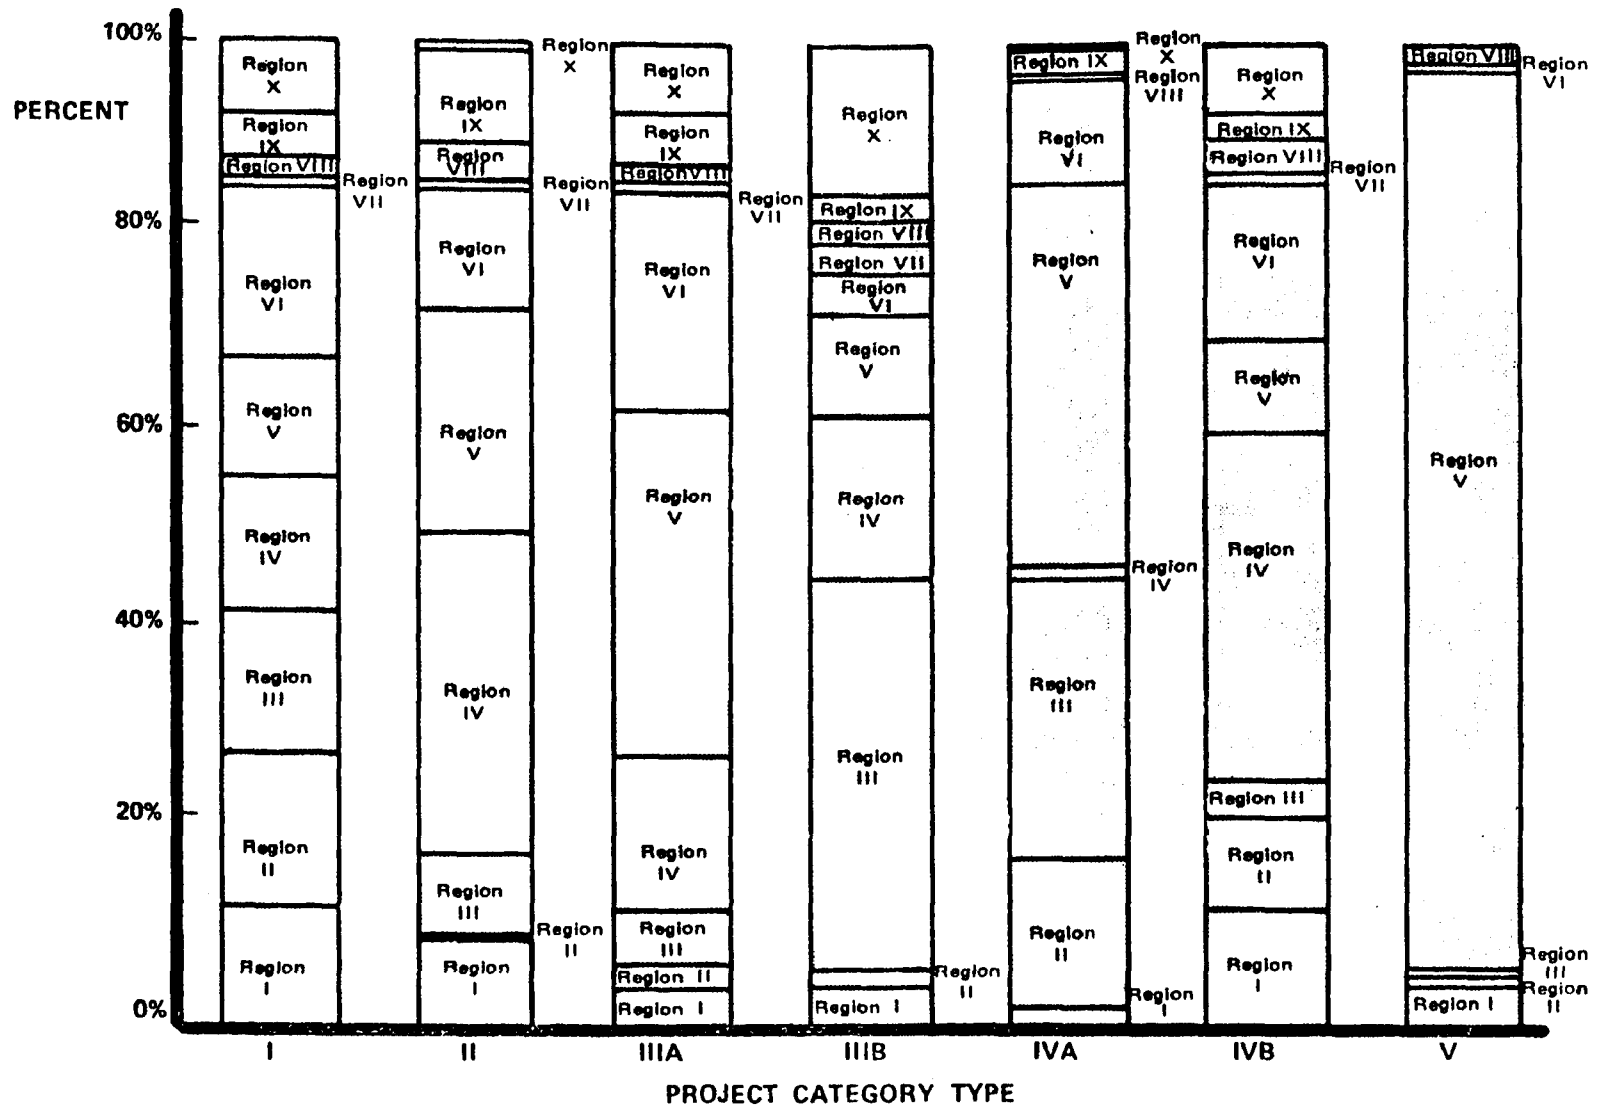 100%
PERCENT
80%
60%
40%
20%
0%
Region
X
Region
IX
Region VIII
Region
VII
Region
VI
Region
V
Region
IV
Region
III
Region
II
Region
I
Region
X
Region
IX
Region
VIII
Region
VII
Region
VI
Region
V
Region
IV
Region
III
Region
II
Region
I
Region
X
Region
IX
Region VIII
Region
VII
Region
VI
Region
V
Region
IV
Region
III
Region II
Region I
Region
X
Region IX
Region VIII
Region VII
Region
VI
Region
V
Region
IV
Region
III
Region
II
Region I
Region
X
Region IX
Region
VIII
Region
VI
Region
V
Region
IV
Region
III
Region
II
Region
I
Region
X
Region IX
Region VIII
Region
VII
Region
VI
Region
V
Region
IV
Region III
Region
II
Region
I
Region VIII
Region
VI
Region
V
Region
III
Region
II
Region I
I II IIIA IIIB IVA IVB V
PROJECT CATEGORY TYPE